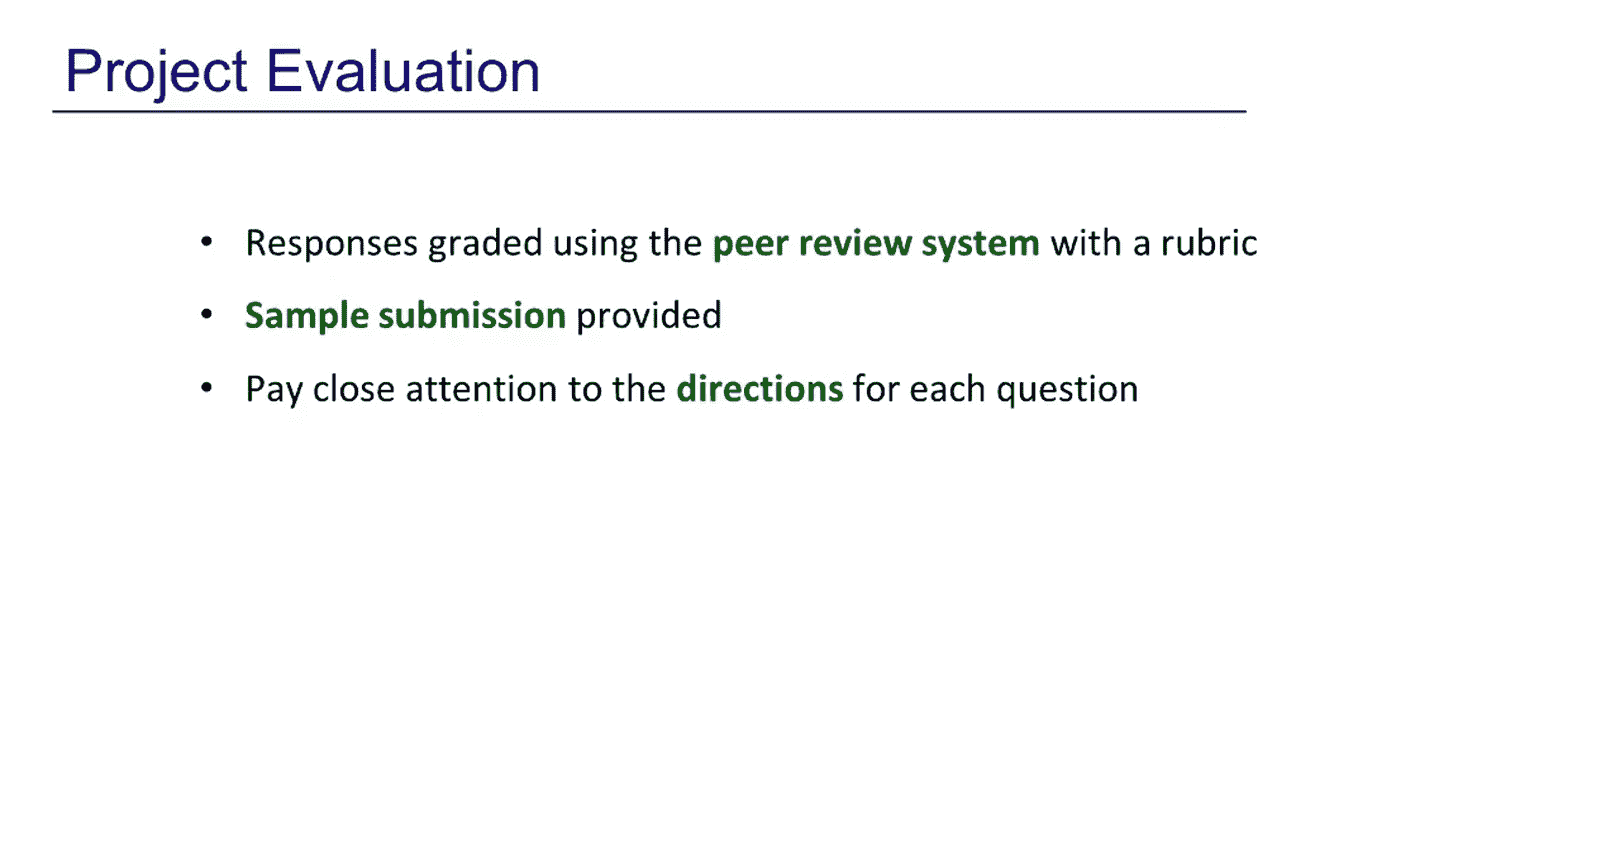 Project Evaluation
• Responses graded using the peer review system with a rubric
• Sample submission provided
• Pay close attention to the directions for each question